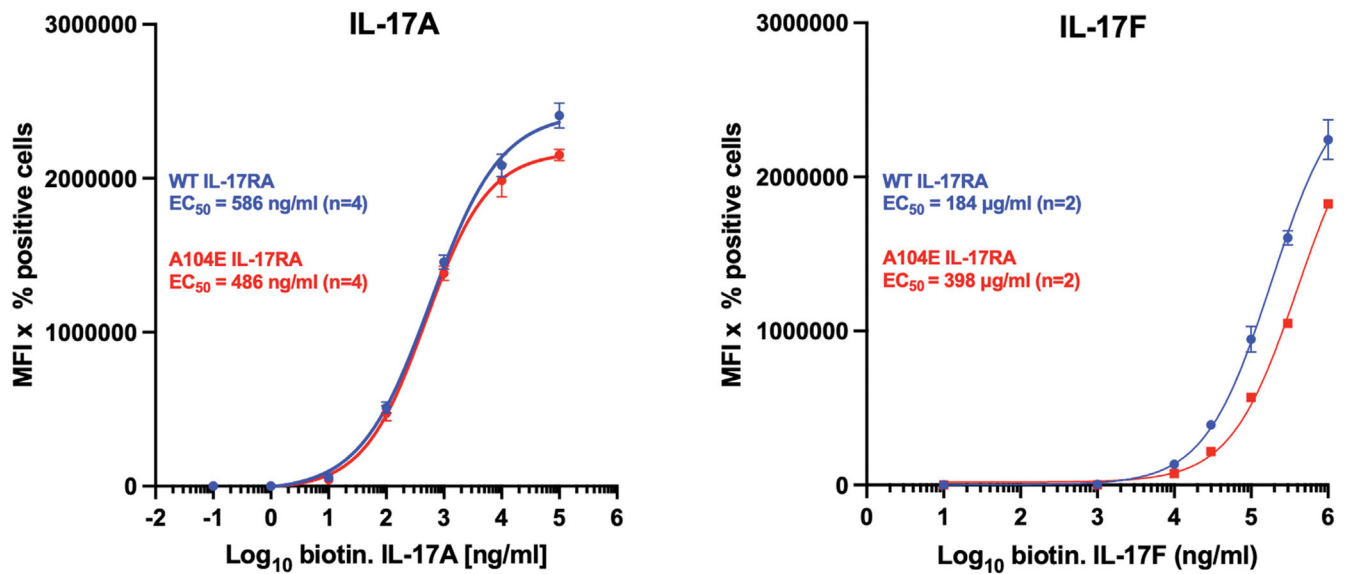 IL-17A
MFI x % positive cells
3000000
2000000
1000000
0
WT IL-17RA
EC50 = 586 ng/ml (n=4)
A104E IL-17RA
EC50 = 486 ng/ml (n=4)
-2 -1 0 1 2 3 4 5 6
Log10 biotin. IL-17A [ng/ml]
IL-17F
MFI x % positive cells
3000000
2000000
1000000
0
WT IL-17RA
EC50 = 184 µg/ml (n=2)
A104E IL-17RA
EC50 = 398 µg/ml (n=2)
0 1 2 3 4 5 6
Log10 biotin. IL-17F (ng/ml)